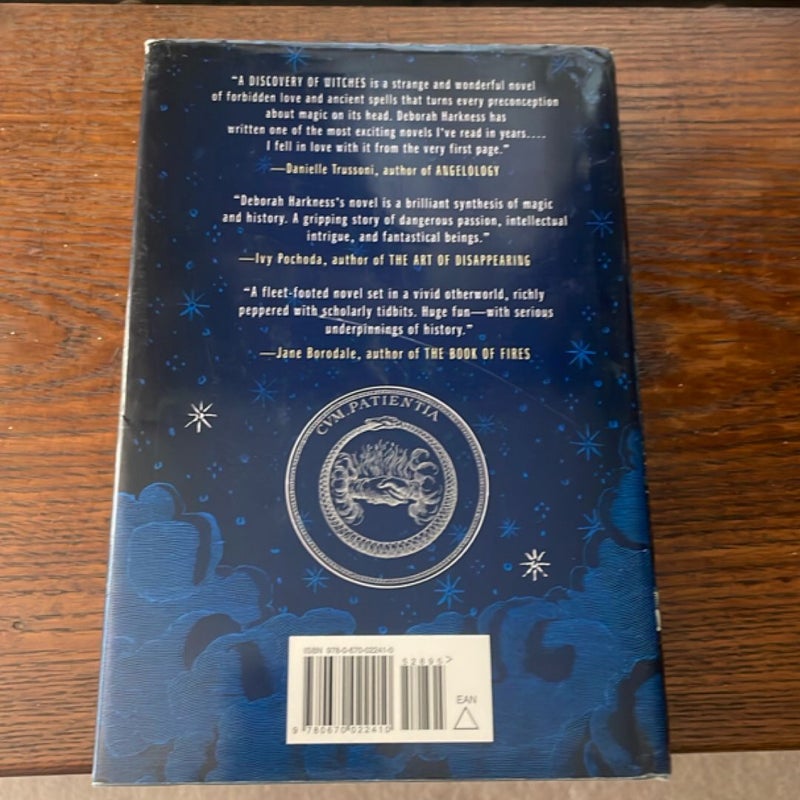 “A DISCOVERY OF WITCHES is a strange and wonderful novel
of forbidden love and ancient spells that turns every preconception
about magic on its head. Deborah Harkness has
written one of the most exciting novels I've read in years....
I fell in love with it from the very first page.”
—Danielle Trussoni, author of ANGELOLOGY
“Deborah Harkness's novel is a brilliant synthesis of magic
and history. A gripping story of dangerous passion, intellectual
intrigue, and fantastical beings.”
—Ivy Pochoda, author of THE ART OF DISAPPEARING
“A fleet-footed novel set in a vivid otherworld, richly
peppered with scholarly tidbits. Huge fun—with serious
underpinnings of history.”
—Jane Borodale, author of THE BOOK OF FIRES
CVM.PATIENTIA
ISBN 978-0-670-02241-0
52895>
EAN
9 780670 022410